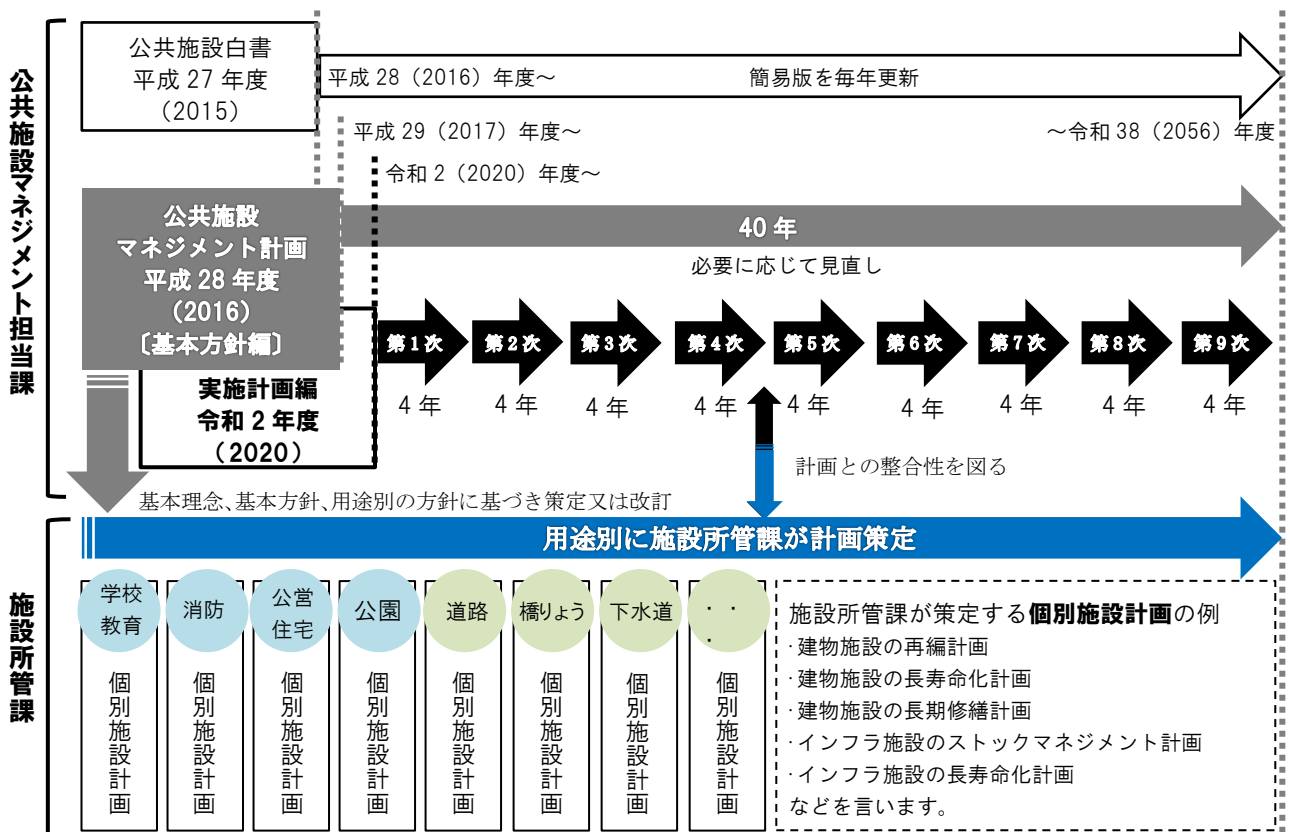 公共施設マネジメント担当課
公共施設白書
平成 27 年度
（2015）
平成 28（2016）年度～
簡易版を毎年更新
平成 29（2017）年度～
～令和 38（2056）年度
令和 2（2020）年度～
公共施設
マネジメント計画
平成 28 年度
（2016）
〔基本方針編〕
40 年
必要に応じて見直し
実施計画編
令和 2 年度
（2020）
第1次
第2次
第3次
第4次
第5次
第6次
第7次
第8次
第9次
4 年
4 年
4 年
4 年
4 年
4 年
4 年
4 年
4 年
計画との整合性を図る
基本理念、基本方針、用途別の方針に基づき策定又は改訂
施設所管課
用途別に施設所管課が計画策定
学校
教育
個別施設計画
消防
個別施設計画
公営
住宅
個別施設計画
公園
個別施設計画
道路
個別施設計画
橋りょう
個別施設計画
下水道
個別施設計画
・・
・
個別施設計画
施設所管課が策定する個別施設計画の例
・建物施設の再編計画
・建物施設の長寿命化計画
・建物施設の長期修繕計画
・インフラ施設のストックマネジメント計画
・インフラ施設の長寿命化計画
などを言います。